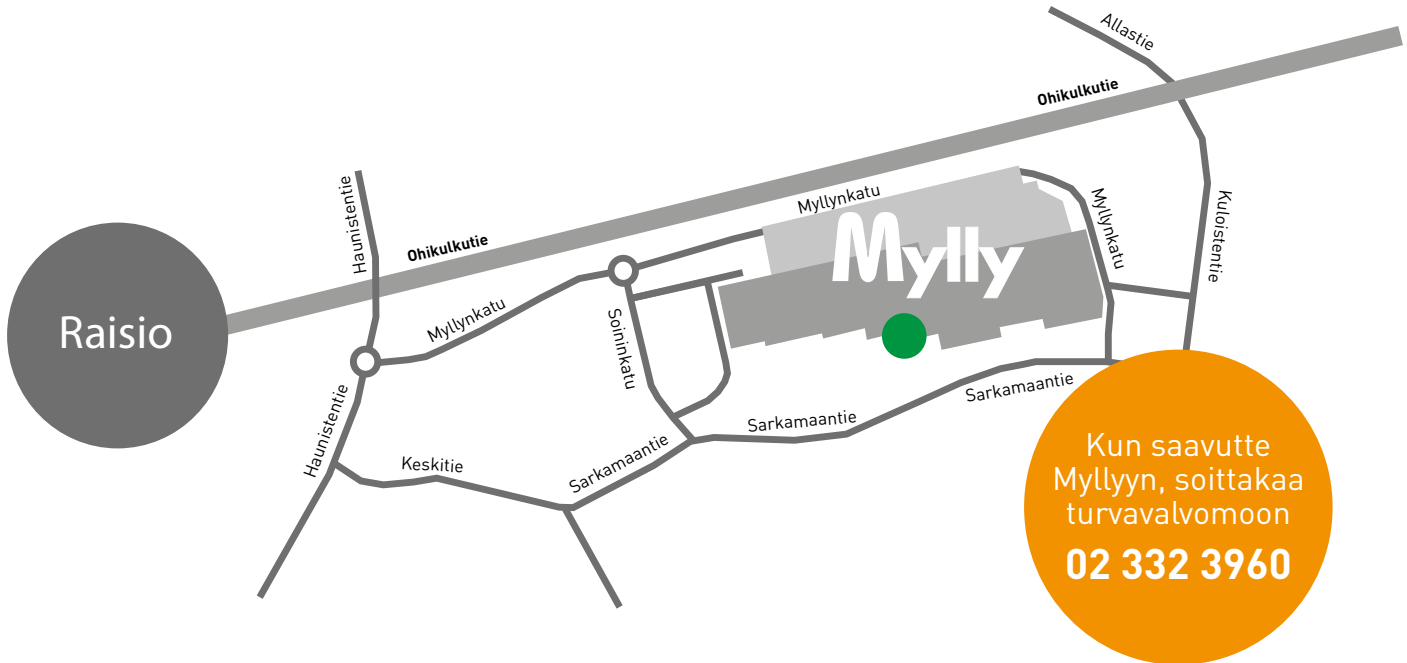 Allastie
Ohikulkutie
Myllynkatu
Haunistentie
Mylly
Myllynkatu
Kuloistentie
Ohikulkutie
Raisio
Myllynkatu
Soininkatu
Haunistentie
Sarkamaantie
Sarkamaantie
Keskitie
Sarkamaantie
Kun saavutte
Myllyyn, soittakaa
turvavalvomoon
02 332 3960